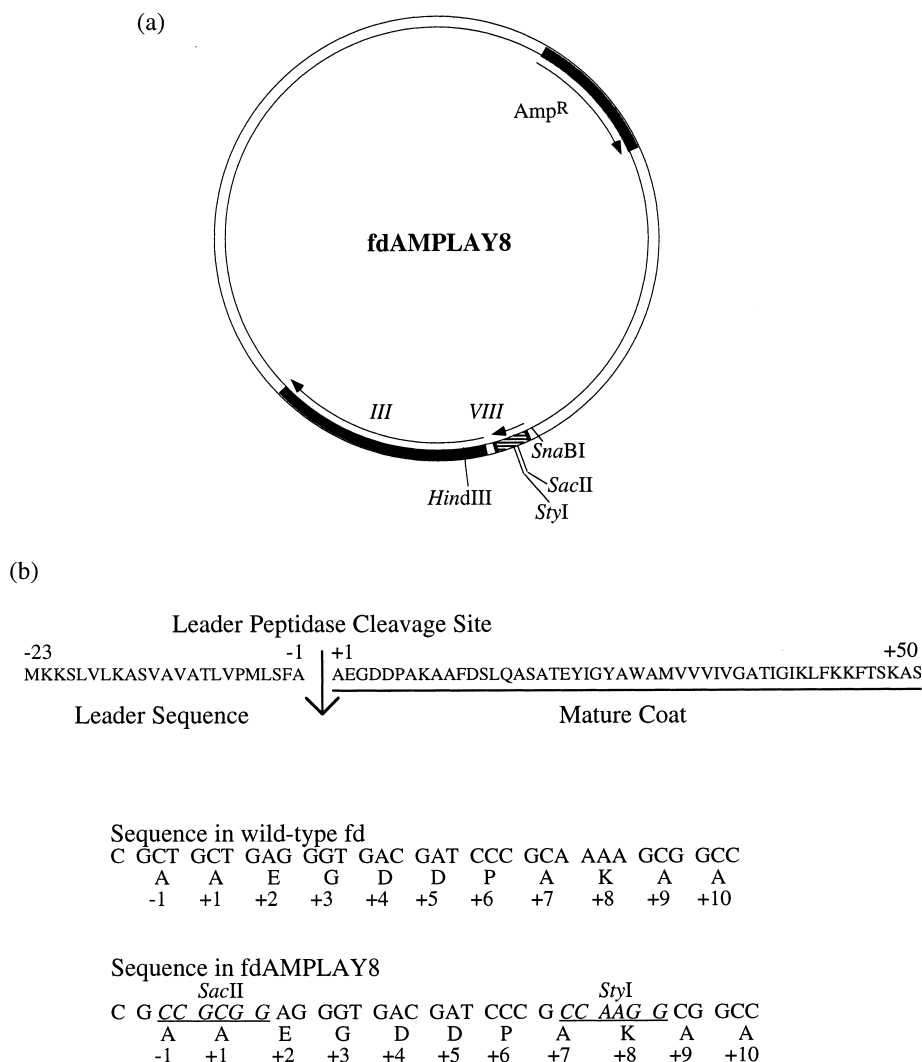 (a)
Amp^R
fdAMPLAY8
III VIII
SnaBI
SacII
HindIII
StyI
(b)
Leader Peptidase Cleavage Site
-23 -1 +1 +50
MKKSLVLKASVAVATLVPMLSFA AEGDDPAKAAFDSLQASATEYIGYAWAMVVVIVGATIGIKLFKKFTSKAS
Leader Sequence Mature Coat
Sequence in wild-type fd
C GCT GCT GAG GGT GAC GAT CCC GCA AAA GCG GCC
A A E G D D P A K A A
-1 +1 +2 +3 +4 +5 +6 +7 +8 +9 +10
Sequence in fdAMPLAY8
SacII StyI
C G CC GCG G AG GGT GAC GAT CCC G CC AAG G CG GCC
A A E G D D P A K A A
-1 +1 +2 +3 +4 +5 +6 +7 +8 +9 +10